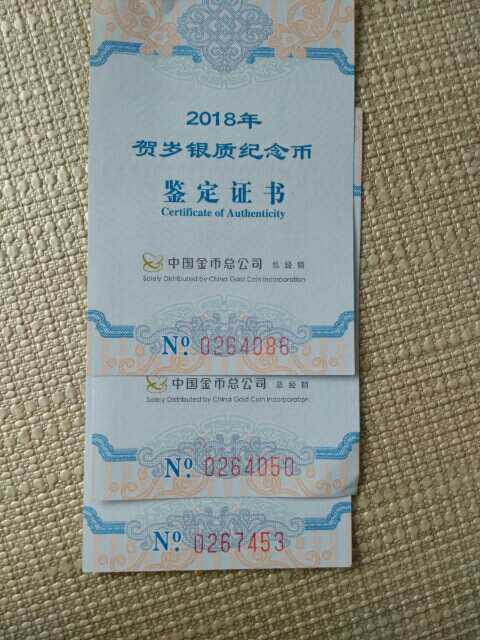 2018年
贺岁银质纪念币
鉴定证书
Certificate of Authenticity
中国金币总公司 总经销
Solely Distributed by China Gold Coin Incorporation
No. 0264086
中国金币总公司 总经销
Solely Distributed by China Gold Coin Incorporation
No. 0264050
No. 0267453